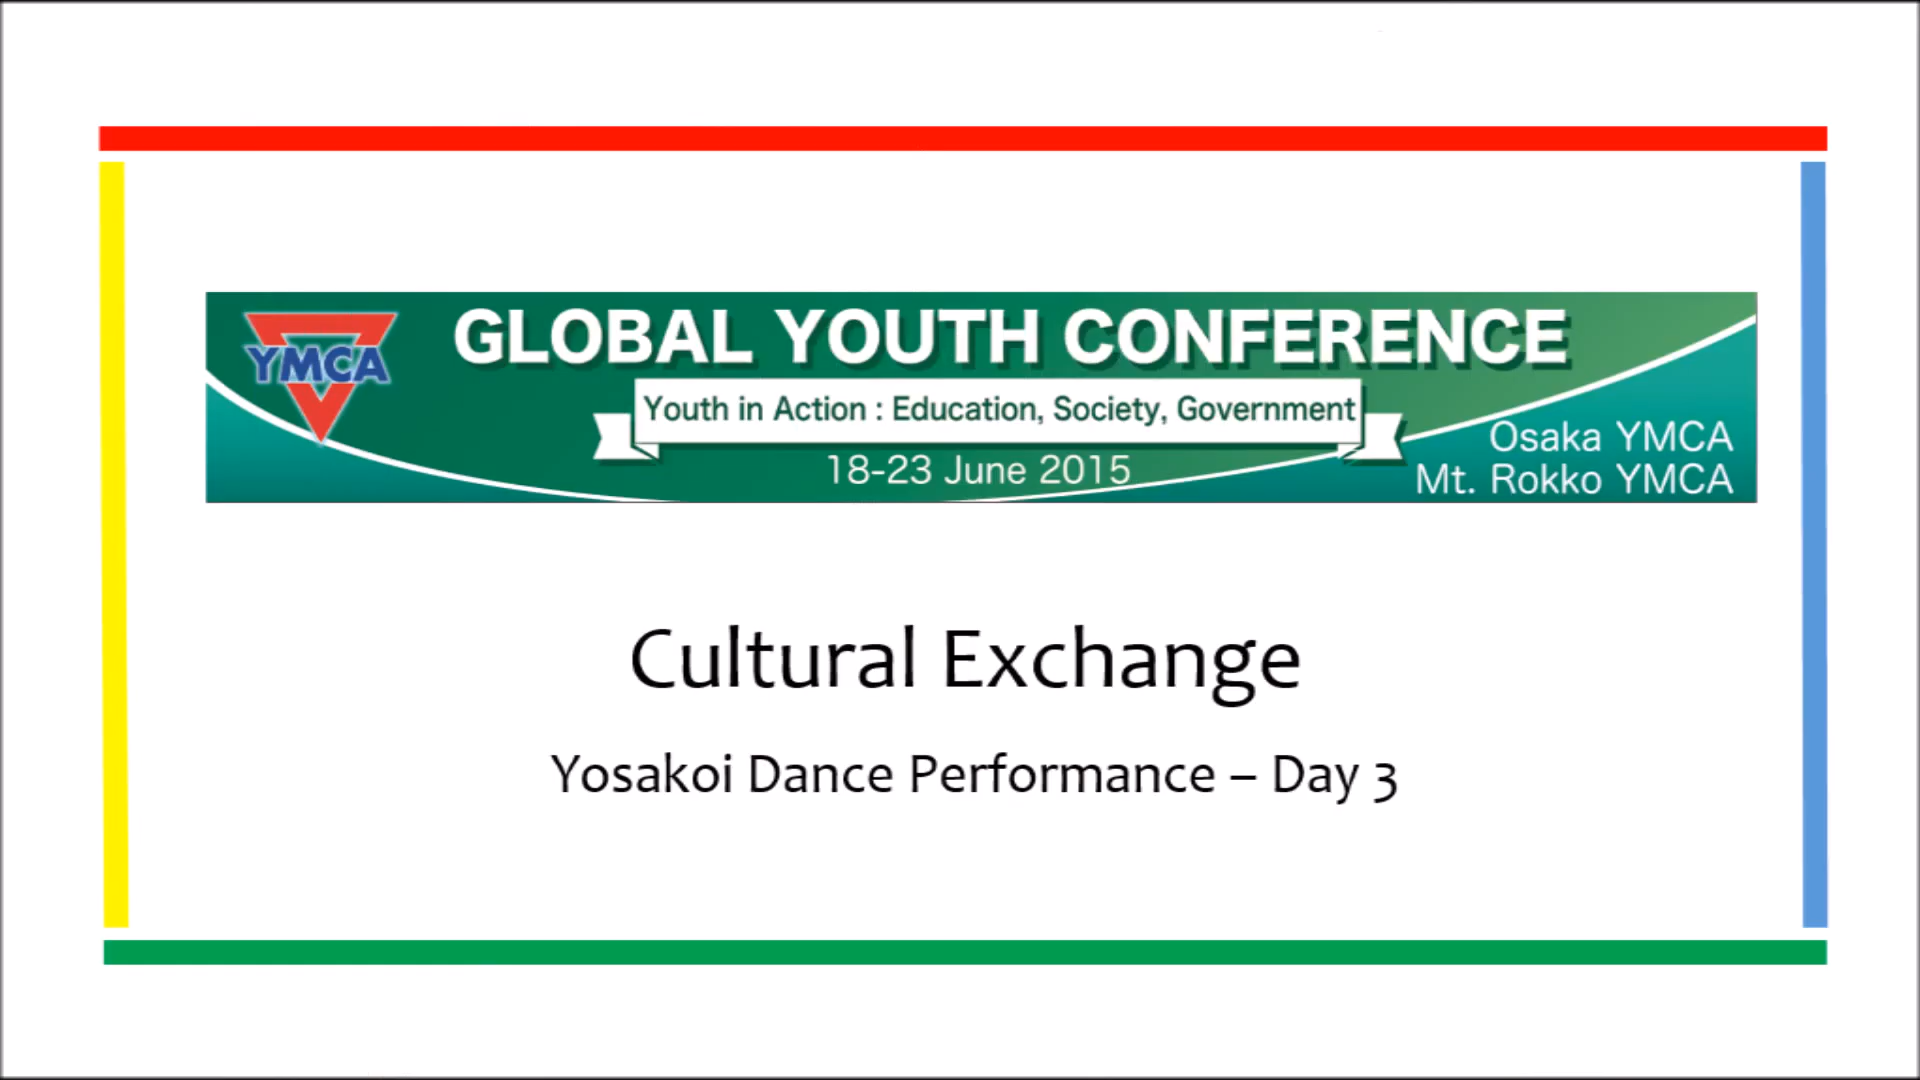 YMCA
GLOBAL YOUTH CONFERENCE
Youth in Action : Education, Society, Government
18-23 June 2015
Osaka YMCA
Mt. Rokko YMCA
Cultural Exchange
Yosakoi Dance Performance – Day 3